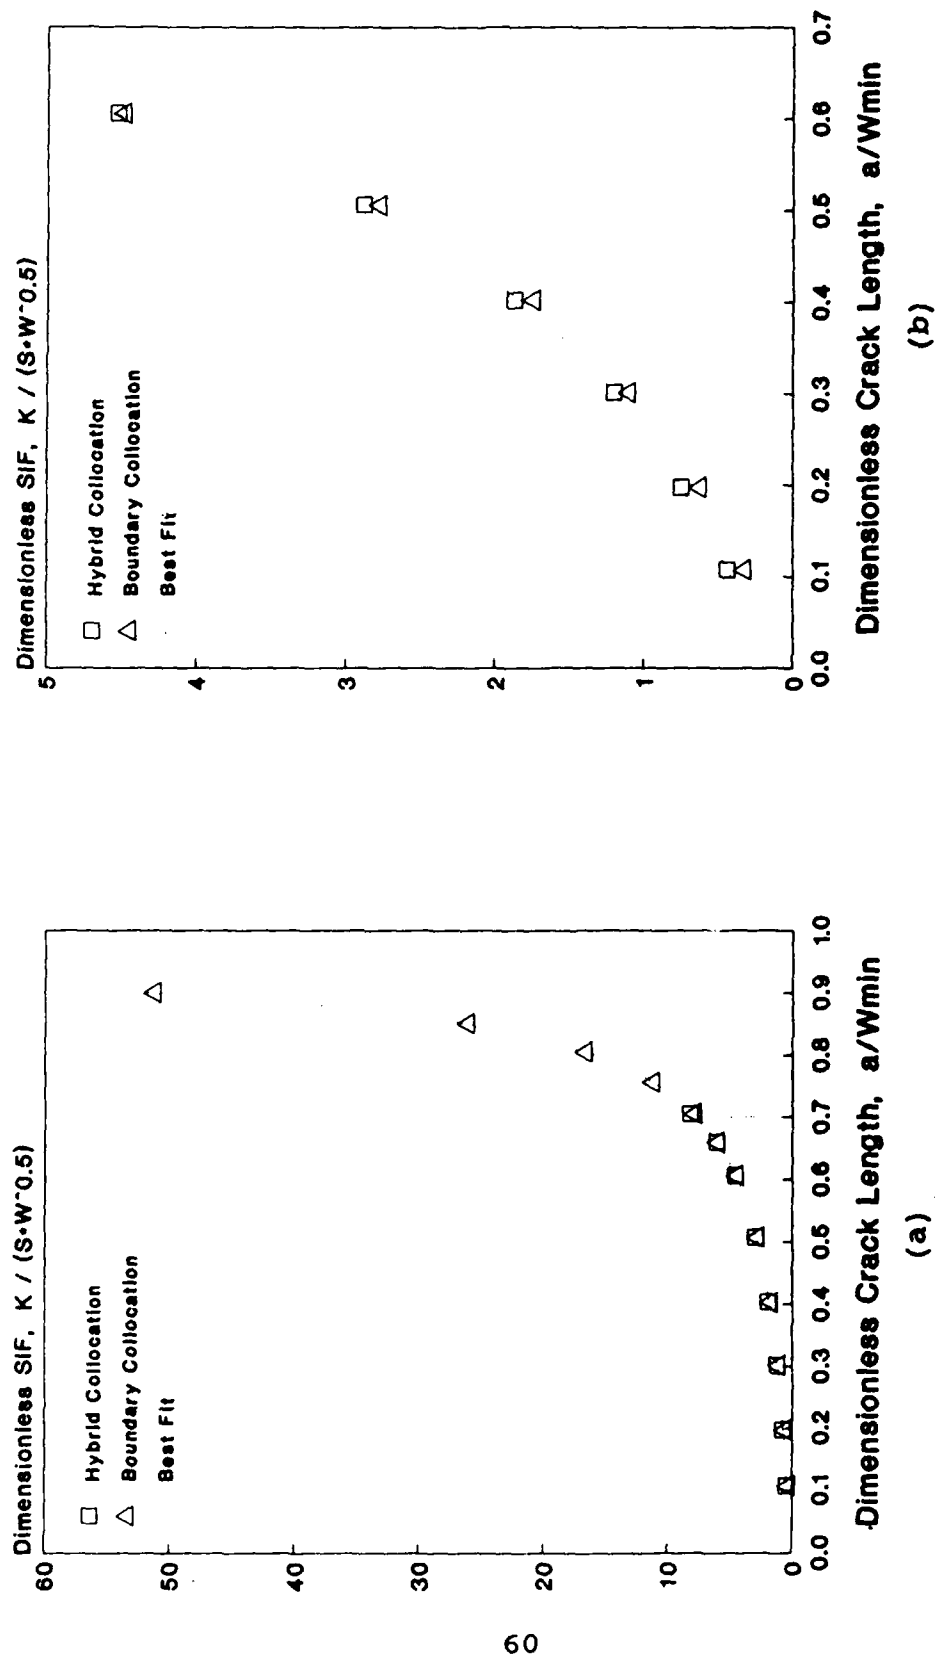 Dimensionless SIF, K / (S*W^0.5)
60
50
40
30
20
10
0
Hybrid Collocation
Boundary Collocation
Best Fit
0.0 0.1 0.2 0.3 0.4 0.5 0.6 0.7 0.8 0.9 1.0
Dimensionless Crack Length, a/Wmin
(a)
Dimensionless SIF, K / (S*W^0.5)
5
4
3
2
1
0
Hybrid Collocation
Boundary Collocation
Best Fit
0.0 0.1 0.2 0.3 0.4 0.5 0.6 0.7
Dimensionless Crack Length, a/Wmin
(b)
60